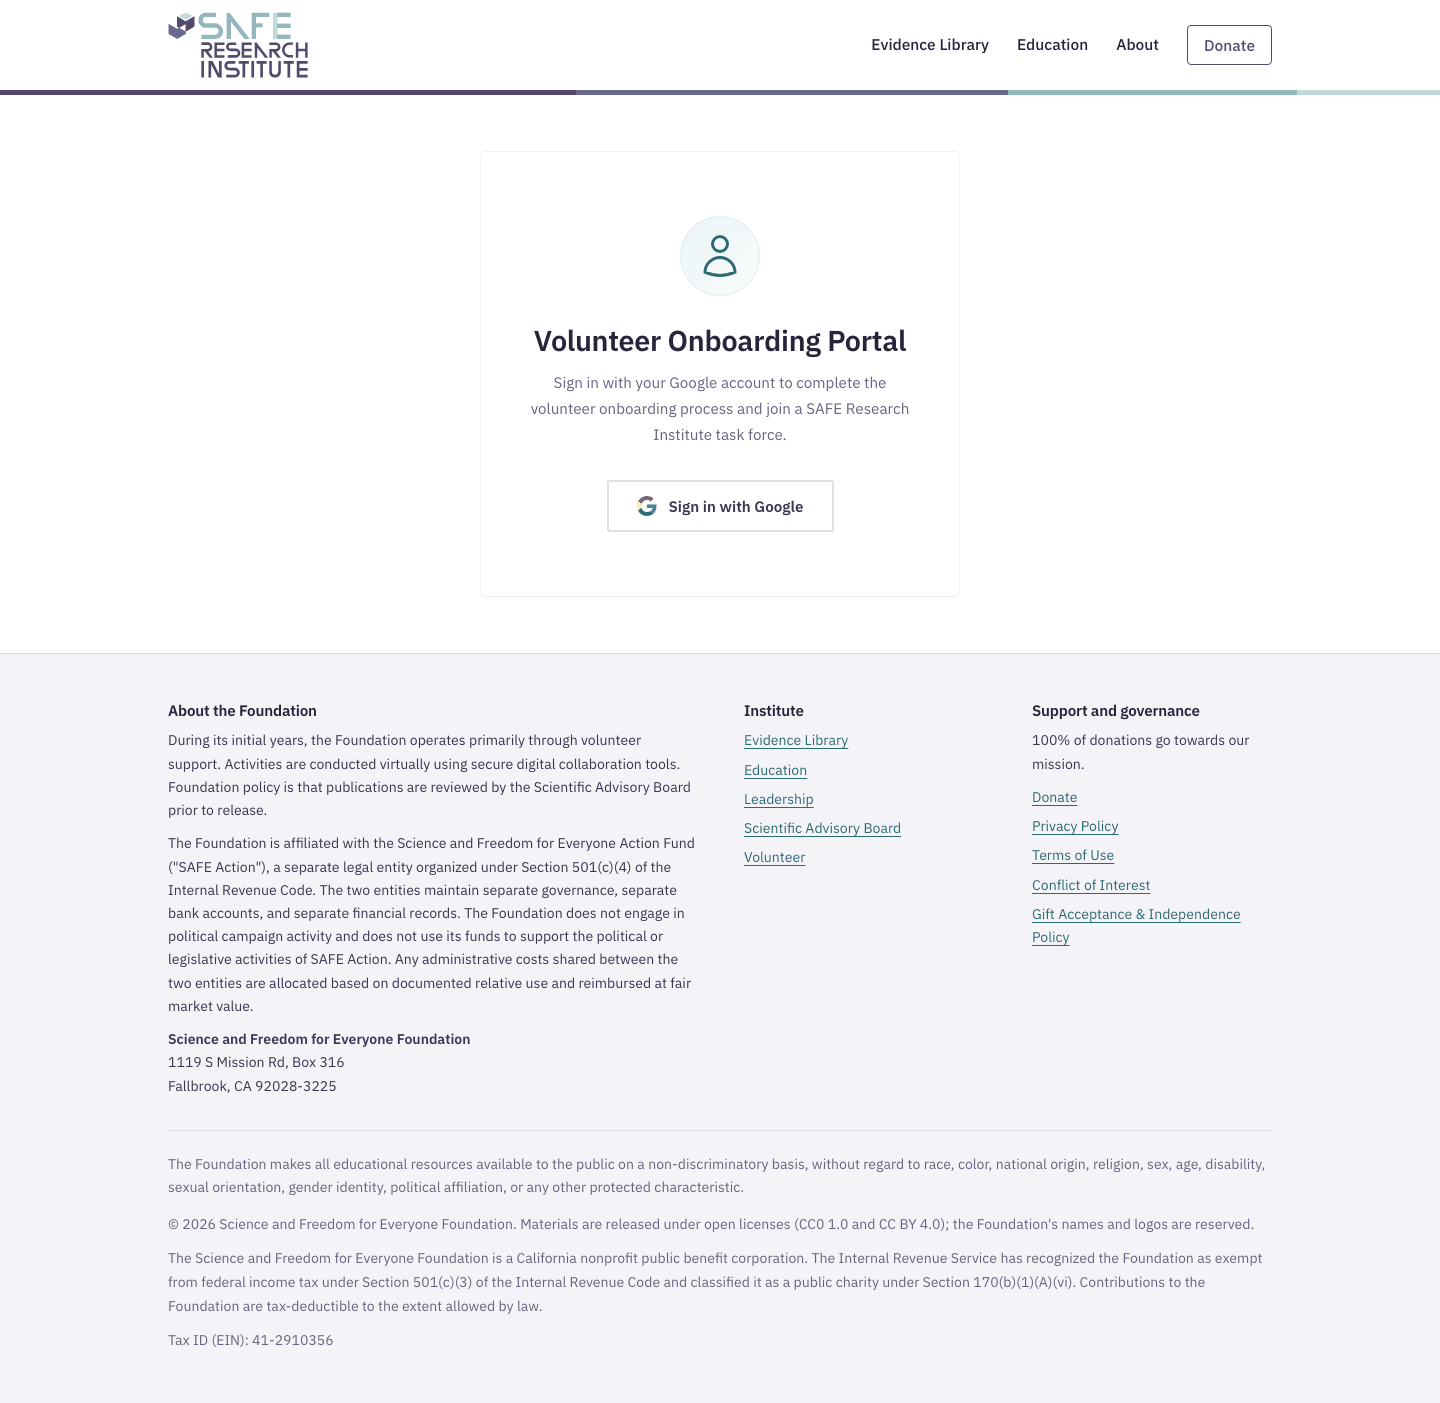 SAFE
RESEARCH
INSTITUTE
Evidence Library
Education
About
Donate
Volunteer Onboarding Portal
Sign in with your Google account to complete the
volunteer onboarding process and join a SAFE Research
Institute task force.
Sign in with Google
About the Foundation
During its initial years, the Foundation operates primarily through volunteer
support. Activities are conducted virtually using secure digital collaboration tools.
Foundation policy is that publications are reviewed by the Scientific Advisory Board
prior to release.
The Foundation is affiliated with the Science and Freedom for Everyone Action Fund
("SAFE Action"), a separate legal entity organized under Section 501(c)(4) of the
Internal Revenue Code. The two entities maintain separate governance, separate
bank accounts, and separate financial records. The Foundation does not engage in
political campaign activity and does not use its funds to support the political or
legislative activities of SAFE Action. Any administrative costs shared between the
two entities are allocated based on documented relative use and reimbursed at fair
market value.
Science and Freedom for Everyone Foundation
1119 S Mission Rd, Box 316
Fallbrook, CA 92028-3225
Institute
Evidence Library
Education
Leadership
Scientific Advisory Board
Volunteer
Support and governance
100% of donations go towards our
mission.
Donate
Privacy Policy
Terms of Use
Conflict of Interest
Gift Acceptance & Independence
Policy
The Foundation makes all educational resources available to the public on a non-discriminatory basis, without regard to race, color, national origin, religion, sex, age, disability,
sexual orientation, gender identity, political affiliation, or any other protected characteristic.
© 2026 Science and Freedom for Everyone Foundation. Materials are released under open licenses (CC0 1.0 and CC BY 4.0); the Foundation's names and logos are reserved.
The Science and Freedom for Everyone Foundation is a California nonprofit public benefit corporation. The Internal Revenue Service has recognized the Foundation as exempt
from federal income tax under Section 501(c)(3) of the Internal Revenue Code and classified it as a public charity under Section 170(b)(1)(A)(vi). Contributions to the
Foundation are tax-deductible to the extent allowed by law.
Tax ID (EIN): 41-2910356